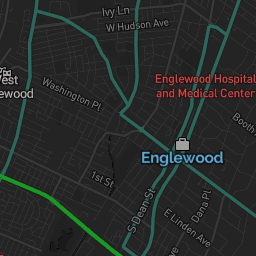 Ivy Ln
W Hudson Ave
Englewood Hospital
and Medical Center
West
lewood
Washington Pl
Booth
Englewood
1st St
S Dean St
Dana Pl
E Linden Ave